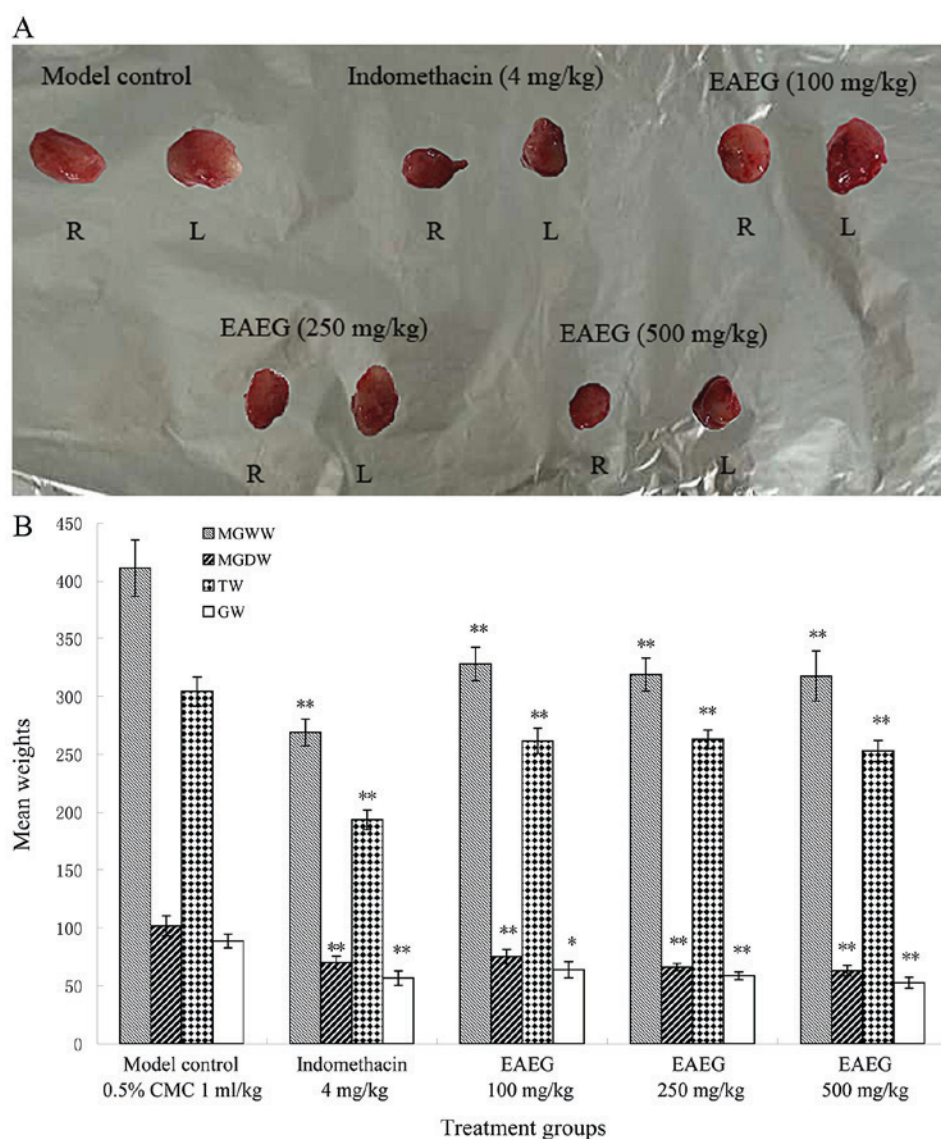 A
Model control
Indomethacin (4 mg/kg)
EAEG (100 mg/kg)
R
L
R
L
R
L
EAEG (250 mg/kg)
EAEG (500 mg/kg)
R
L
R
L
B
450
400
350
300
250
200
150
100
50
0
Mean weights
MGWW
MGDW
TW
GW
**
**
**
**
**
**
**
*
**
**
**
**
**
**
**
**
Model control
0.5% CMC 1 ml/kg
Indomethacin
4 mg/kg
EAEG
100 mg/kg
EAEG
250 mg/kg
EAEG
500 mg/kg
Treatment groups